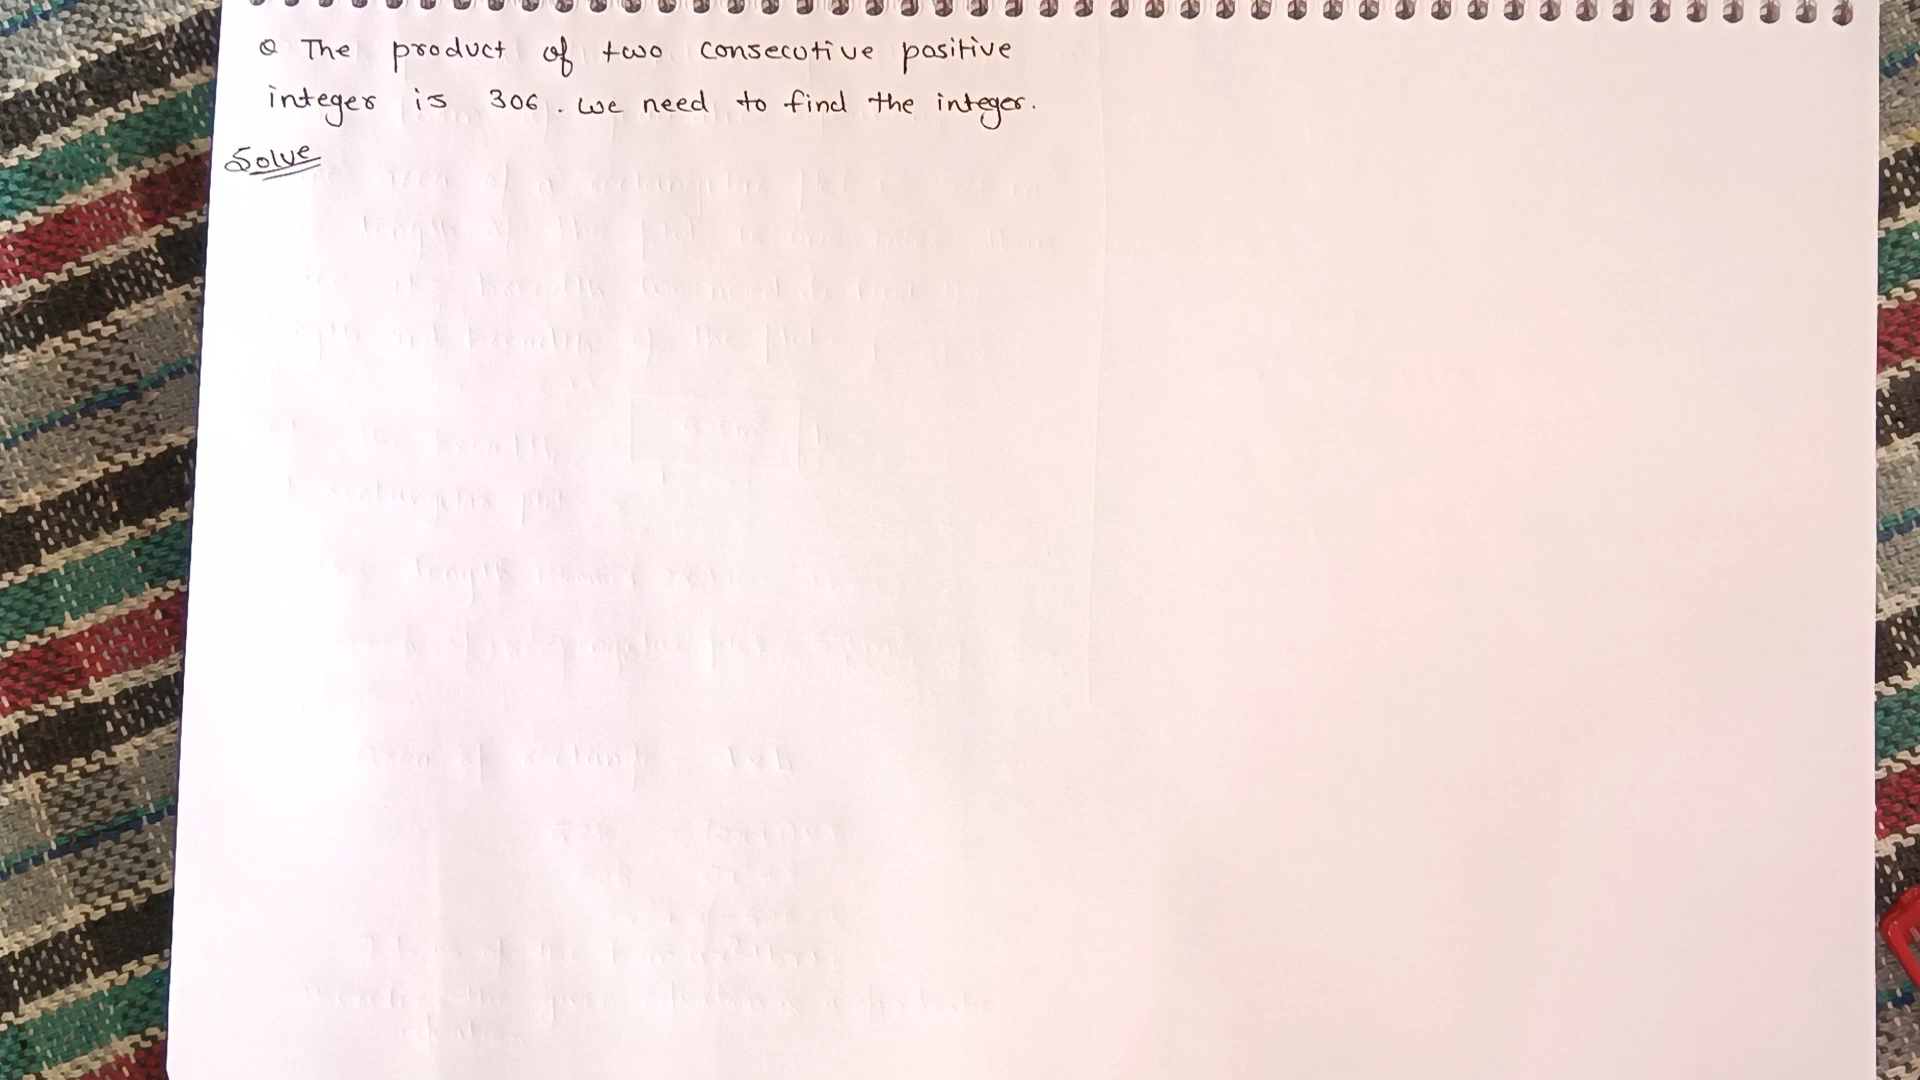 Q The product of two consecutive positive
integer is 306. we need to find the integer.
Solve